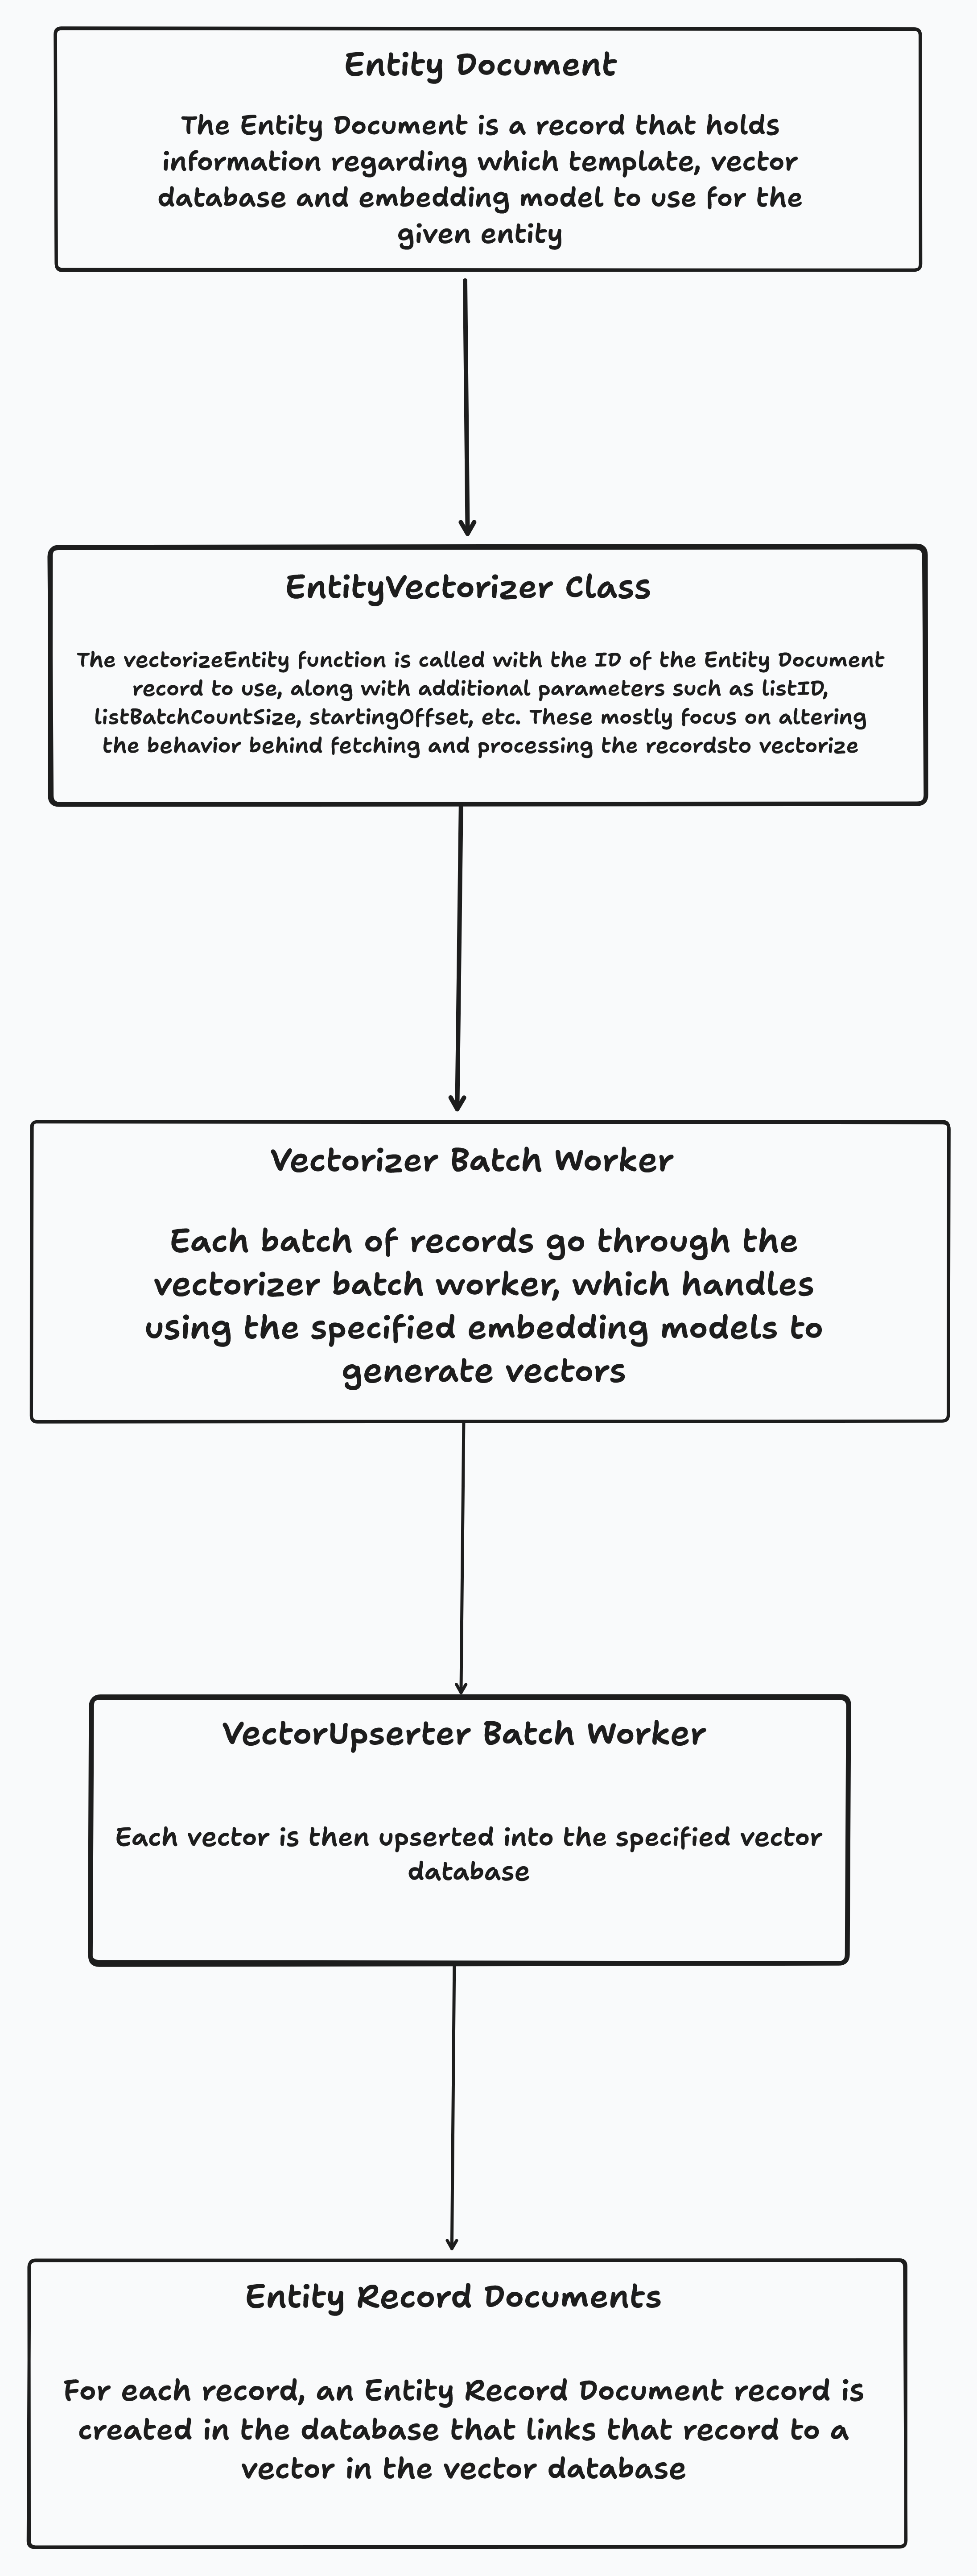 Entity Document
The Entity Document is a record that holds
information regarding which template, vector
database and embedding model to use for the
given entity
EntityVectorizer Class
The vectorizeEntity function is called with the ID of the Entity Document
record to use, along with additional parameters such as listID,
listBatchCountSize, startingOffset, etc. These mostly focus on altering
the behavior behind fetching and processing the recordsto vectorize
Vectorizer Batch Worker
Each batch of records go through the
vectorizer batch worker, which handles
using the specified embedding models to
generate vectors
VectorUpserter Batch Worker
Each vector is then upserted into the specified vector
database
Entity Record Documents
For each record, an Entity Record Document record is
created in the database that links that record to a
vector in the vector database